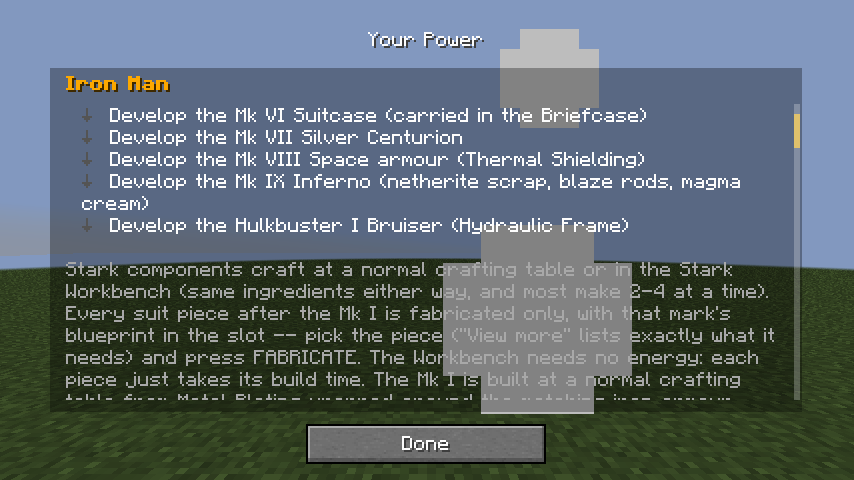 Your Power
Iron Man
↓ Develop the Mk VI Suitcase (carried in the Briefcase)
↓ Develop the Mk VII Silver Centurion
↓ Develop the Mk VIII Space armour (Thermal Shielding)
↓ Develop the Mk IX Inferno (netherite scrap, blaze rods, magma
cream)
↓ Develop the Hulkbuster I Bruiser (Hydraulic Frame)
Stark components craft at a normal crafting table or in the Stark
Workbench (same ingredients either way, and most make 2-4 at a time).
Every suit piece after the Mk I is fabricated only, with that mark's
blueprint in the slot -- pick the piece ("View more" lists exactly what it
needs) and press FABRICATE. The Workbench needs no energy: each
piece just takes its build time. The Mk I is built at a normal crafting
table from Metal Plating
Done